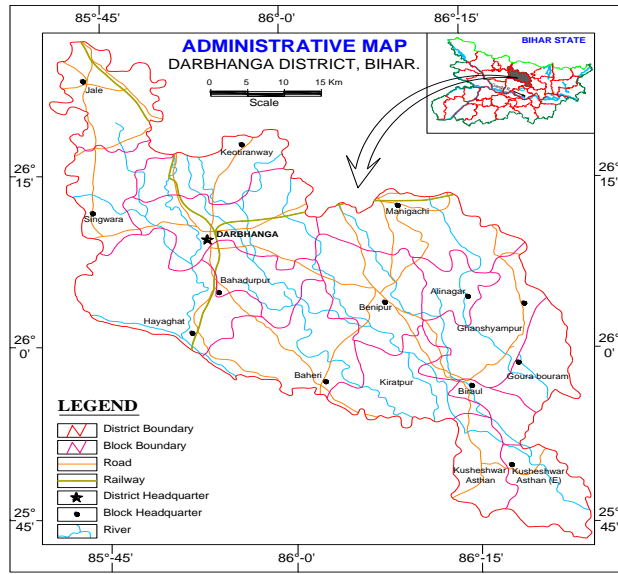 85°45' 86°0' 86°15'
ADMINISTRATIVE MAP
DARBHANGA DISTRICT, BIHAR.
0 5 10 15 Km
Scale
BIHAR STATE
Jale
Keotiranway
26°
15'
26°
15'
Manigachi
Singwara
DARBHANGA
Bahadurpur
Alinagar
Benipur
Hayaghat
Ghanshyampur
26°
0'
26°
0'
Goura bouram
Baheri
Kiratpur
Biraul
LEGEND
District Boundary
Block Boundary
Road
Railway
District Headquarter
Block Headquarter
River
Kusheshwar
Asthan
Kusheshwar
Asthan (E)
25°
45'
25°
45'
85°45' 86°0' 86°15'